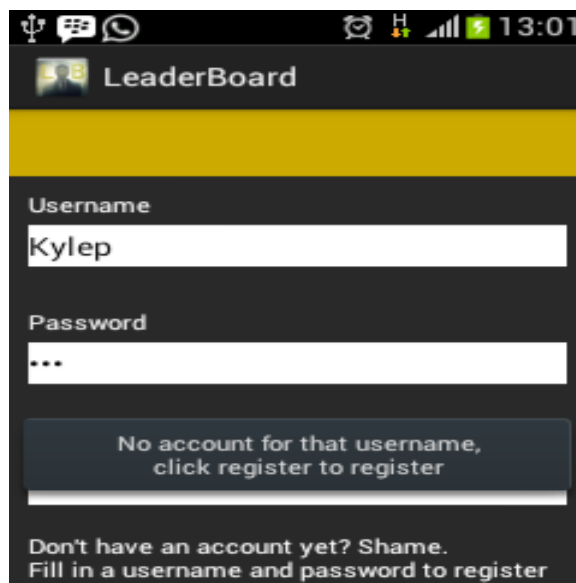 H 13:01
LeaderBoard
Username
Kylep
Password
•••
No account for that username,
click register to register
Don't have an account yet? Shame.
Fill in a username and password to register